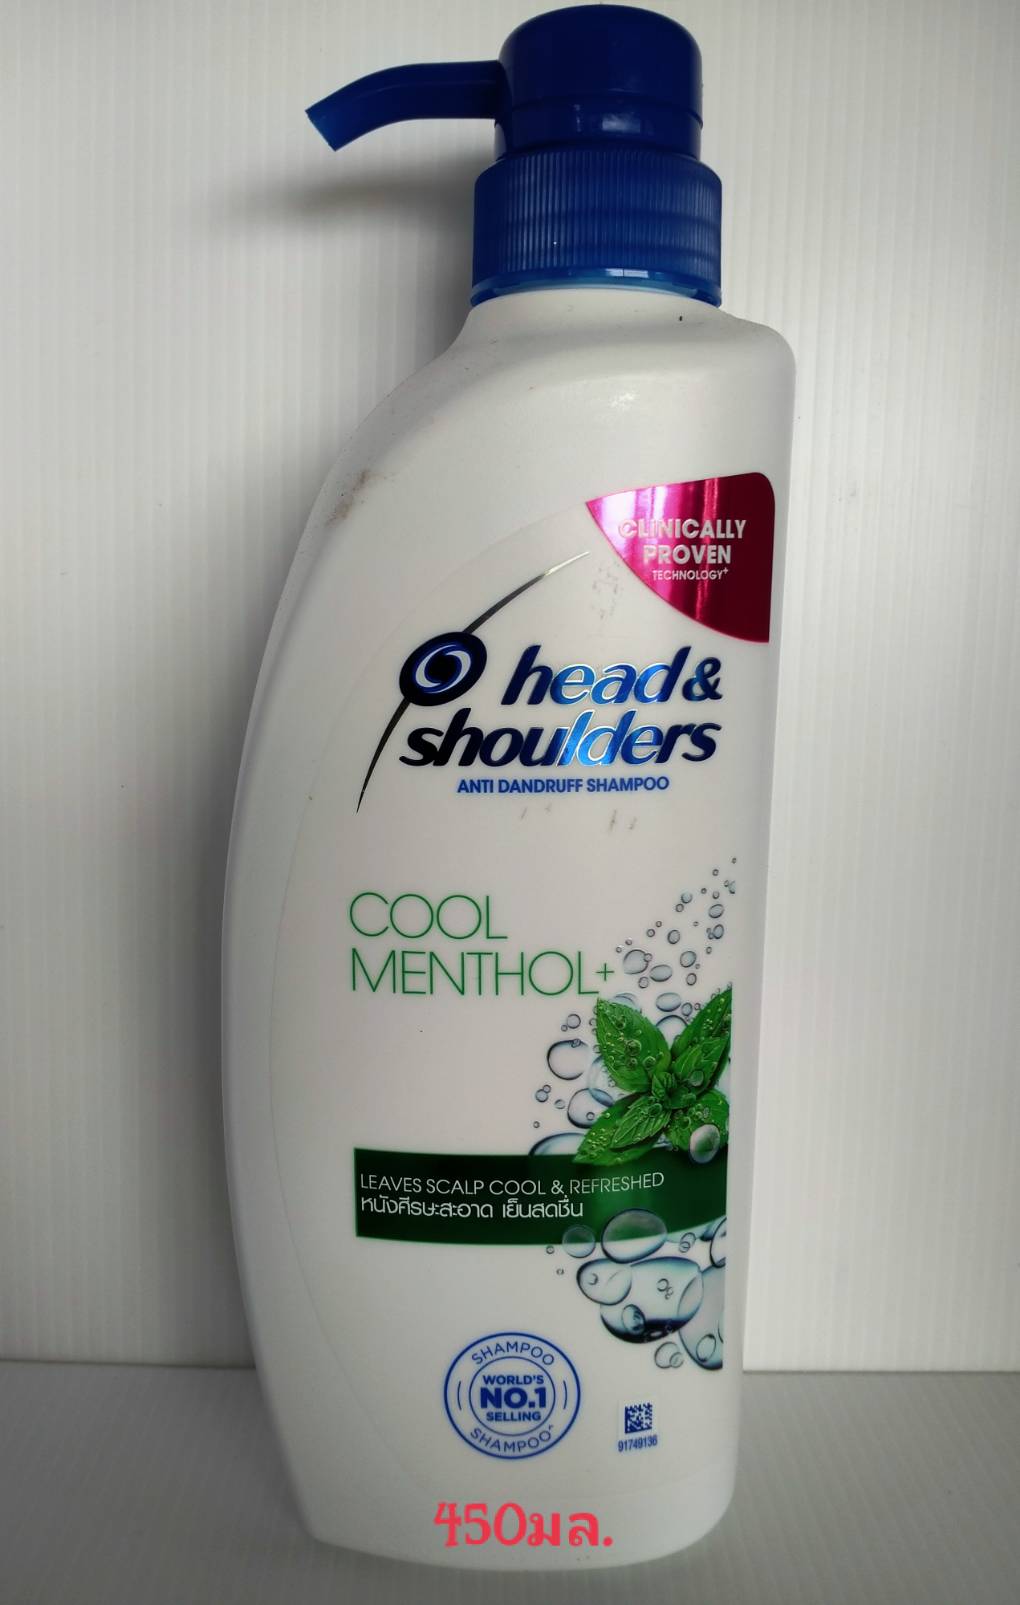 CLINICALLY
PROVEN
TECHNOLOGY+
head &
shoulders
ANTI DANDRUFF SHAMPOO
COOL
MENTHOL+
LEAVES SCALP COOL & REFRESHED
หนังศีรษะสะอาด เย็นสดชื่น
SHAMPOO
WORLD'S
NO.1
SELLING
SHAMPOO^
91749136
450มล.